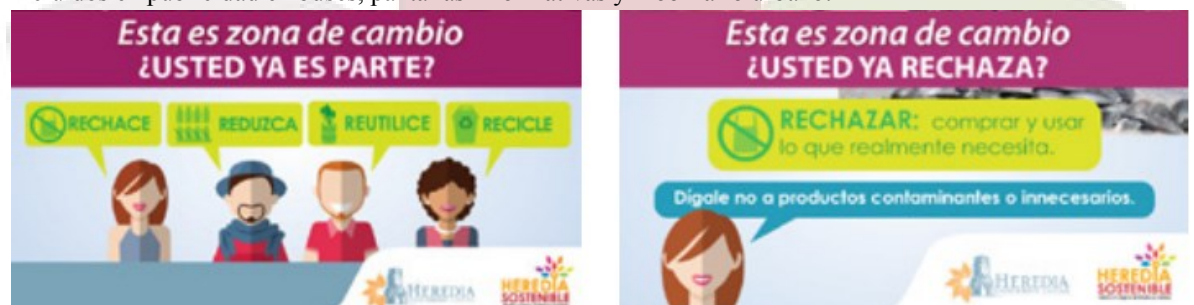 Esta es zona de cambio
¿USTED YA ES PARTE?
RECHACE
REDUZCA
REUTILICE
RECICLE
HEREDIA
HEREDIA
SOSTENIBLE
Esta es zona de cambio
¿USTED YA RECHAZA?
RECHAZAR: comprar y usar
lo que realmente necesita.
Dígale no a productos contaminantes o innecesarios.
HEREDIA
HEREDIA
SOSTENIBLE